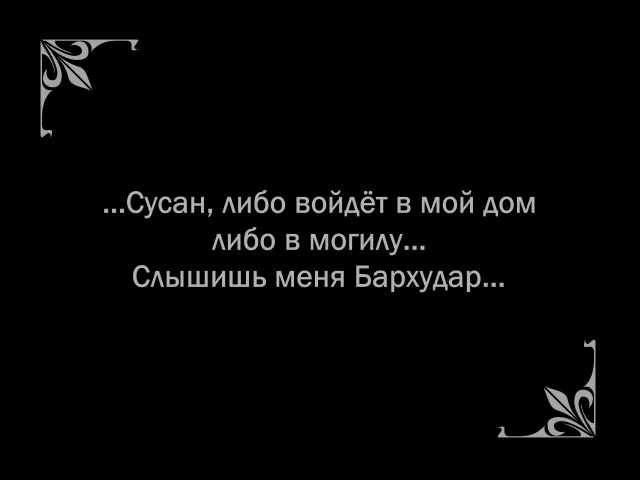 ...Сусан, либо войдёт в мой дом
либо в могилу...
Слышишь меня Бархудар...